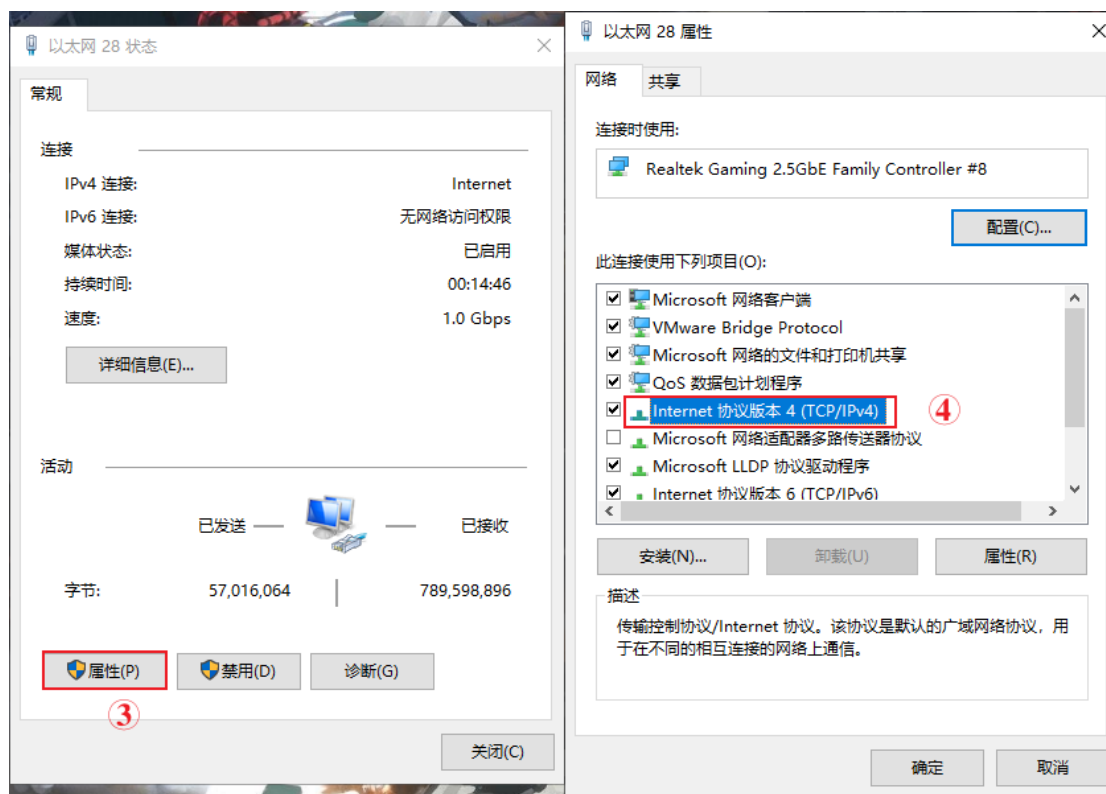 以太网 28 状态
常规
连接
IPv4 连接: Internet
IPv6 连接: 无网络访问权限
媒体状态: 已启用
持续时间: 00:14:46
速度: 1.0 Gbps
详细信息(E)...
活动
已发送 — — 已接收
字节: 57,016,064 789,598,896
属性(P) 禁用(D) 诊断(G)
③
关闭(C)
以太网 28 属性
网络 共享
连接时使用:
Realtek Gaming 2.5GbE Family Controller #8
配置(C)...
此连接使用下列项目(O):
Microsoft 网络客户端
VMware Bridge Protocol
Microsoft 网络的文件和打印机共享
QoS 数据包计划程序
Internet 协议版本 4 (TCP/IPv4) ④
Microsoft 网络适配器多路传送器协议
Microsoft LLDP 协议驱动程序
Internet 协议版本 6 (TCP/IPv6)
安装(N)... 卸载(U) 属性(R)
描述
传输控制协议/Internet 协议。该协议是默认的广域网络协议，用
于在不同的相互连接的网络上通信。
确定 取消